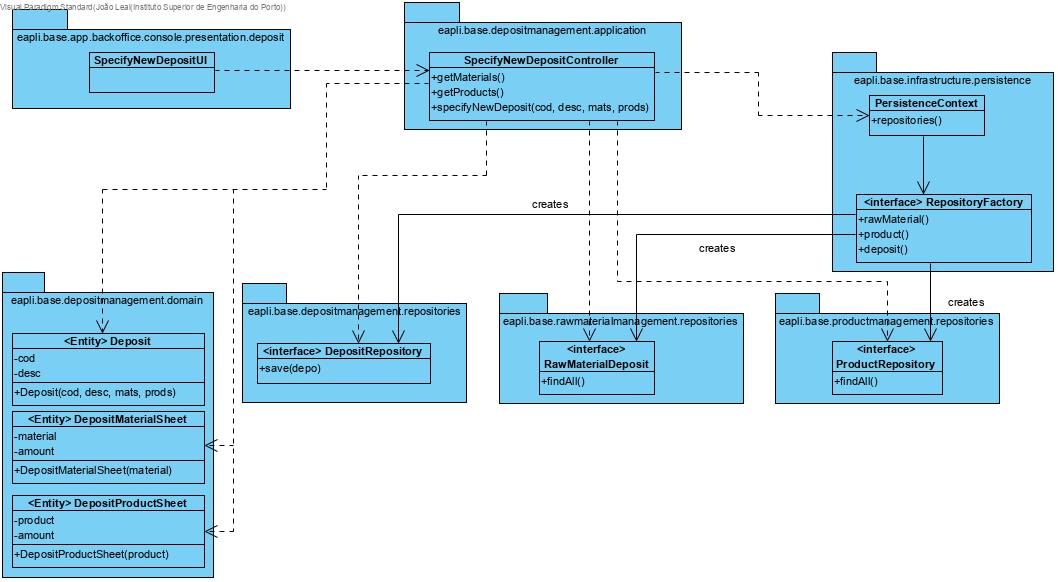 Visual Paradigm Standard(João Leal(Instituto Superior de Engenharia do Porto))
eapli.base.app.backoffice.console.presentation.deposit
SpecifyNewDepositUI
eapli.base.depositmanagement.application
SpecifyNewDepositController
+getMaterials()
+getProducts()
+specifyNewDeposit(cod, desc, mats, prods)
eapli.base.infrastructure.persistence
PersistenceContext
+repositories()
<interface> RepositoryFactory
+rawMaterial()
+product()
+deposit()
creates
creates
creates
eapli.base.depositmanagement.domain
<Entity> Deposit
-cod
-desc
+Deposit(cod, desc, mats, prods)
<Entity> DepositMaterialSheet
-material
-amount
+DepositMaterialSheet(material)
<Entity> DepositProductSheet
-product
-amount
+DepositProductSheet(product)
eapli.base.depositmanagement.repositories
<interface> DepositRepository
+save(depo)
eapli.base.rawmaterialmanagement.repositories
<interface>
RawMaterialDeposit
+findAll()
eapli.base.productmanagement.repositories
<interface>
ProductRepository
+findAll()